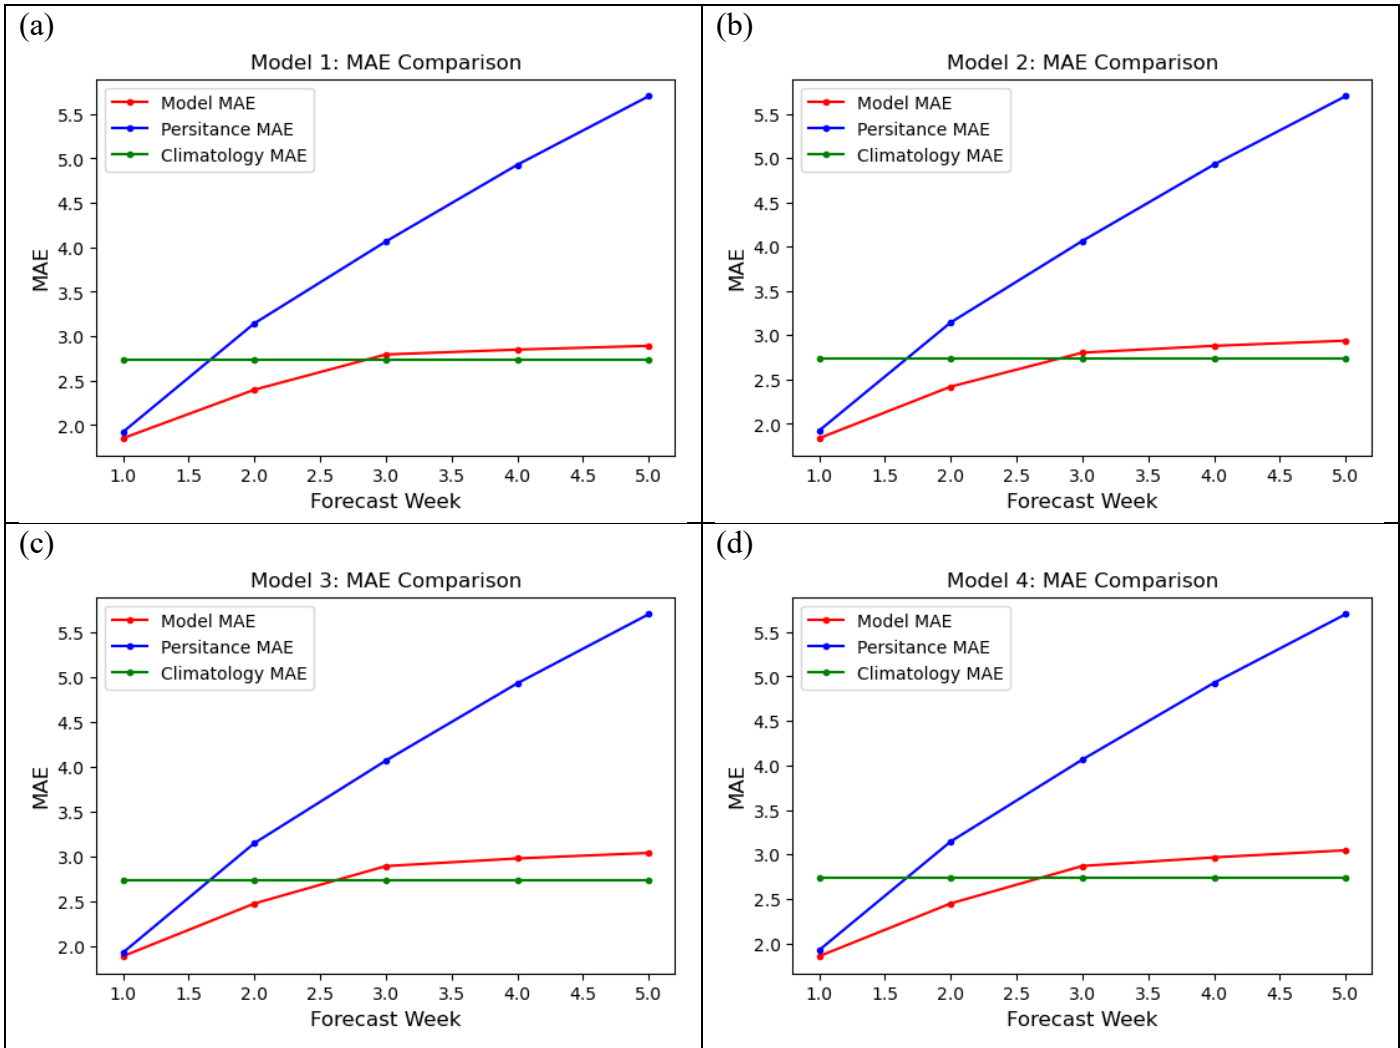 (a)
Model 1: MAE Comparison
Model MAE
Persitance MAE
Climatology MAE
5.5
5.0
4.5
4.0
3.5
3.0
2.5
2.0
MAE
1.0 1.5 2.0 2.5 3.0 3.5 4.0 4.5 5.0
Forecast Week
(b)
Model 2: MAE Comparison
Model MAE
Persitance MAE
Climatology MAE
5.5
5.0
4.5
4.0
3.5
3.0
2.5
2.0
MAE
1.0 1.5 2.0 2.5 3.0 3.5 4.0 4.5 5.0
Forecast Week
(c)
Model 3: MAE Comparison
Model MAE
Persitance MAE
Climatology MAE
5.5
5.0
4.5
4.0
3.5
3.0
2.5
2.0
MAE
1.0 1.5 2.0 2.5 3.0 3.5 4.0 4.5 5.0
Forecast Week
(d)
Model 4: MAE Comparison
Model MAE
Persitance MAE
Climatology MAE
5.5
5.0
4.5
4.0
3.5
3.0
2.5
2.0
MAE
1.0 1.5 2.0 2.5 3.0 3.5 4.0 4.5 5.0
Forecast Week